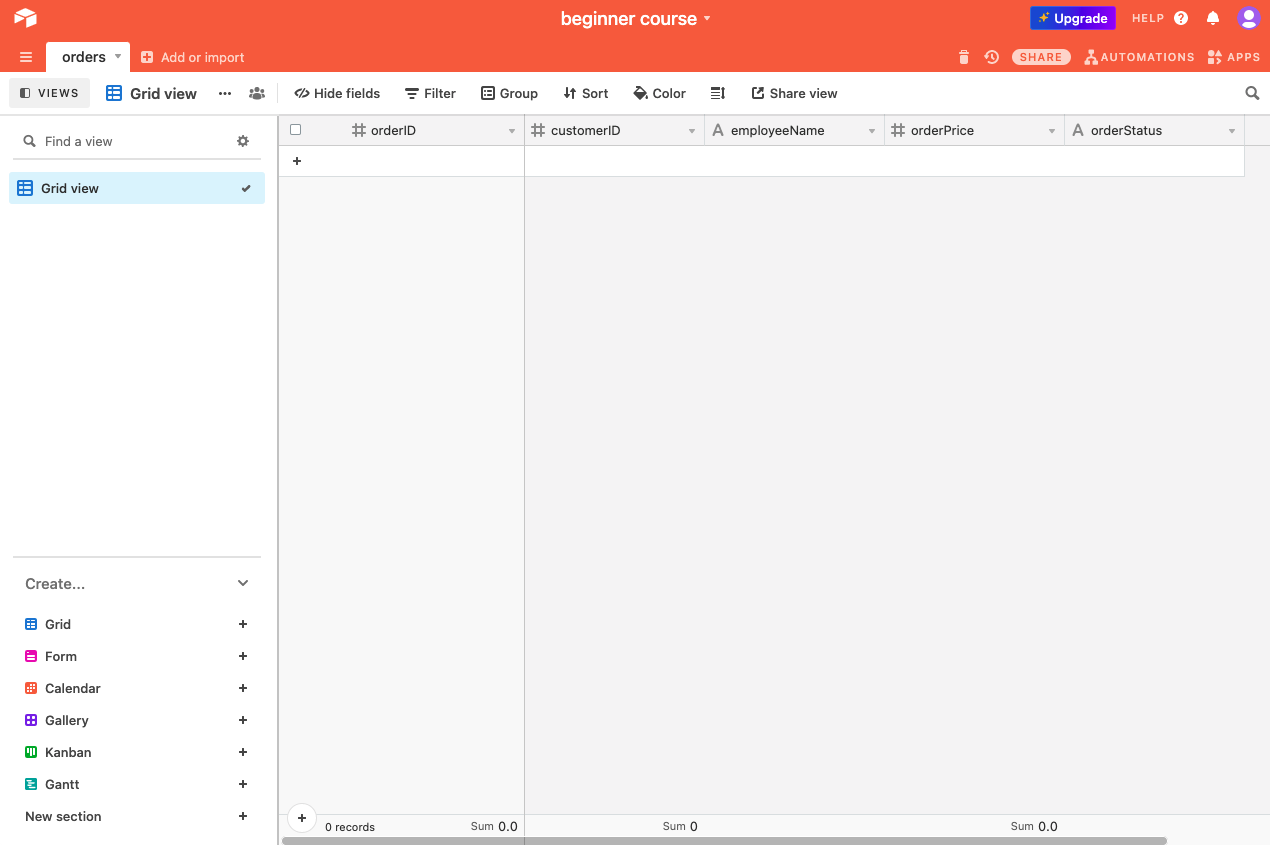 beginner course
Upgrade
HELP
orders
Add or import
SHARE
AUTOMATIONS
APPS
VIEWS
Grid view
Hide fields
Filter
Group
Sort
Color
Share view
Find a view
Grid view
orderID
customerID
employeeName
orderPrice
orderStatus
Create...
Grid
Form
Calendar
Gallery
Kanban
Gantt
New section
0 records
Sum 0.0
Sum 0
Sum 0.0